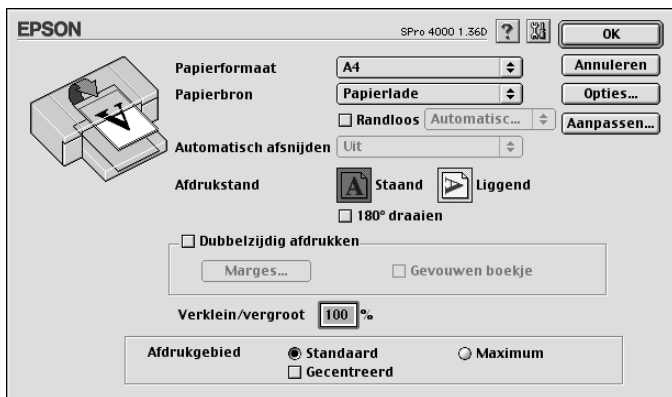 EPSON SPro 4000 1.36D ? OK
Papierformaat A4 Annuleren
Papierbron Papierlade Opties...
Randloos Automatisc... Aanpassen...
Automatisch afsnijden Uit
Afdrukstand A Staand A Liggend
180° draaien
Dubbelzijdig afdrukken
Marges... Gevouwen boekje
Verklein/vergroot 100 %
Afdrukgebied Standaard Maximum
Gecentreerd